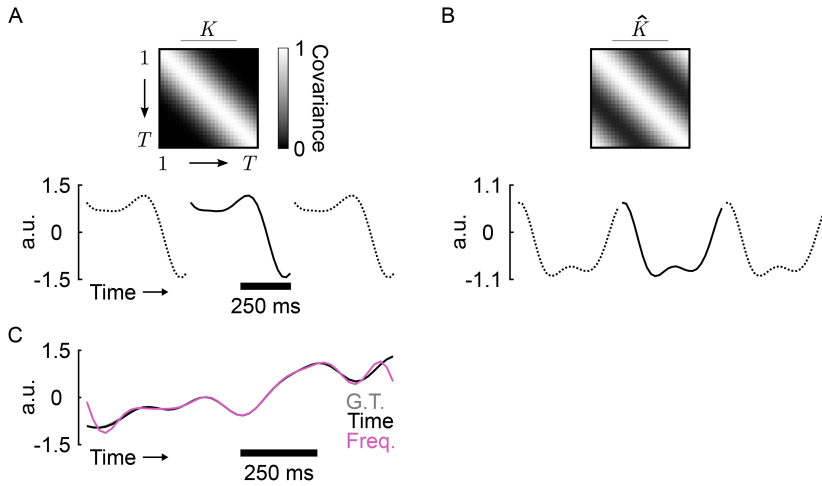 A
K
1
T
1
T
1
0
Covariance
1.5
0
-1.5
a.u.
Time
250 ms
B
K̂
1.1
0
-1.1
a.u.
C
1.5
0
-1.5
a.u.
G.T.
Time
Freq.
Time
250 ms